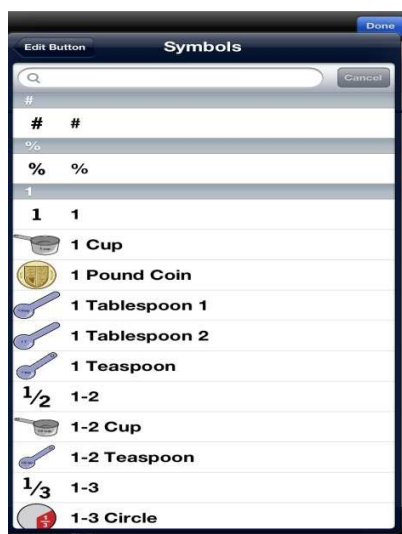 Done
Edit Button Symbols
Cancel
#
# #
%
% %
1
1 1
1 Cup
1 Pound Coin
1 Tablespoon 1
1 Tablespoon 2
1 Teaspoon
1/2 1-2
1-2 Cup
1-2 Teaspoon
1/3 1-3
1/3 1-3 Circle